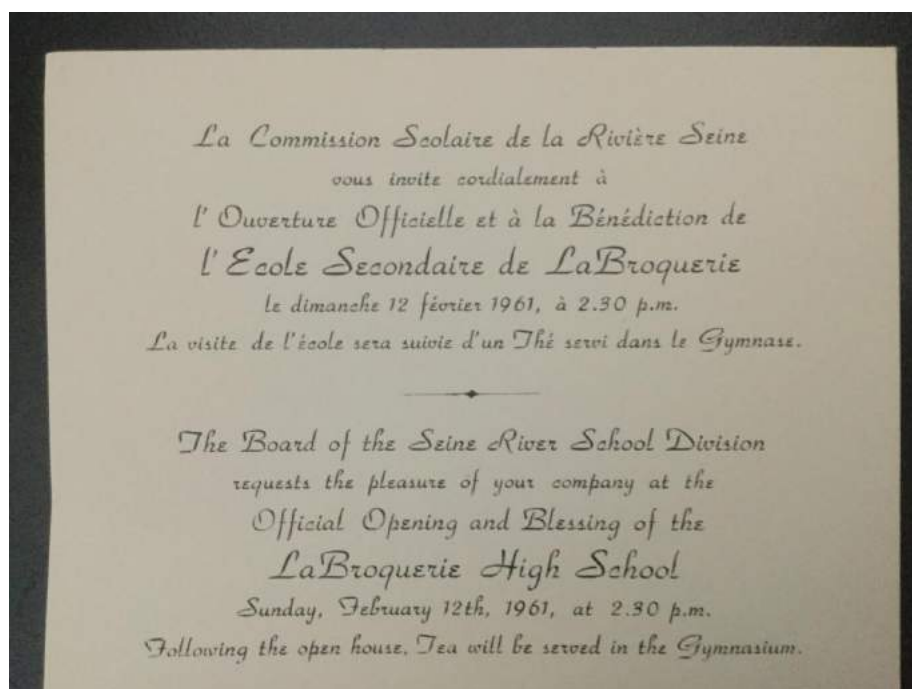 La Commission Scolaire de la Rivière Seine
vous invite cordialement à
l' Ouverture Officielle et à la Bénédiction de
l' Ecole Secondaire de LaBroquerie
le dimanche 12 février 1961, à 2.30 p.m.
La visite de l'école sera suivie d'un Thé servi dans le Gymnase.
The Board of the Seine River School Division
requests the pleasure of your company at the
Official Opening and Blessing of the
LaBroquerie High School
Sunday, February 12th, 1961, at 2.30 p.m.
Following the open house, Tea will be served in the Gymnasium.